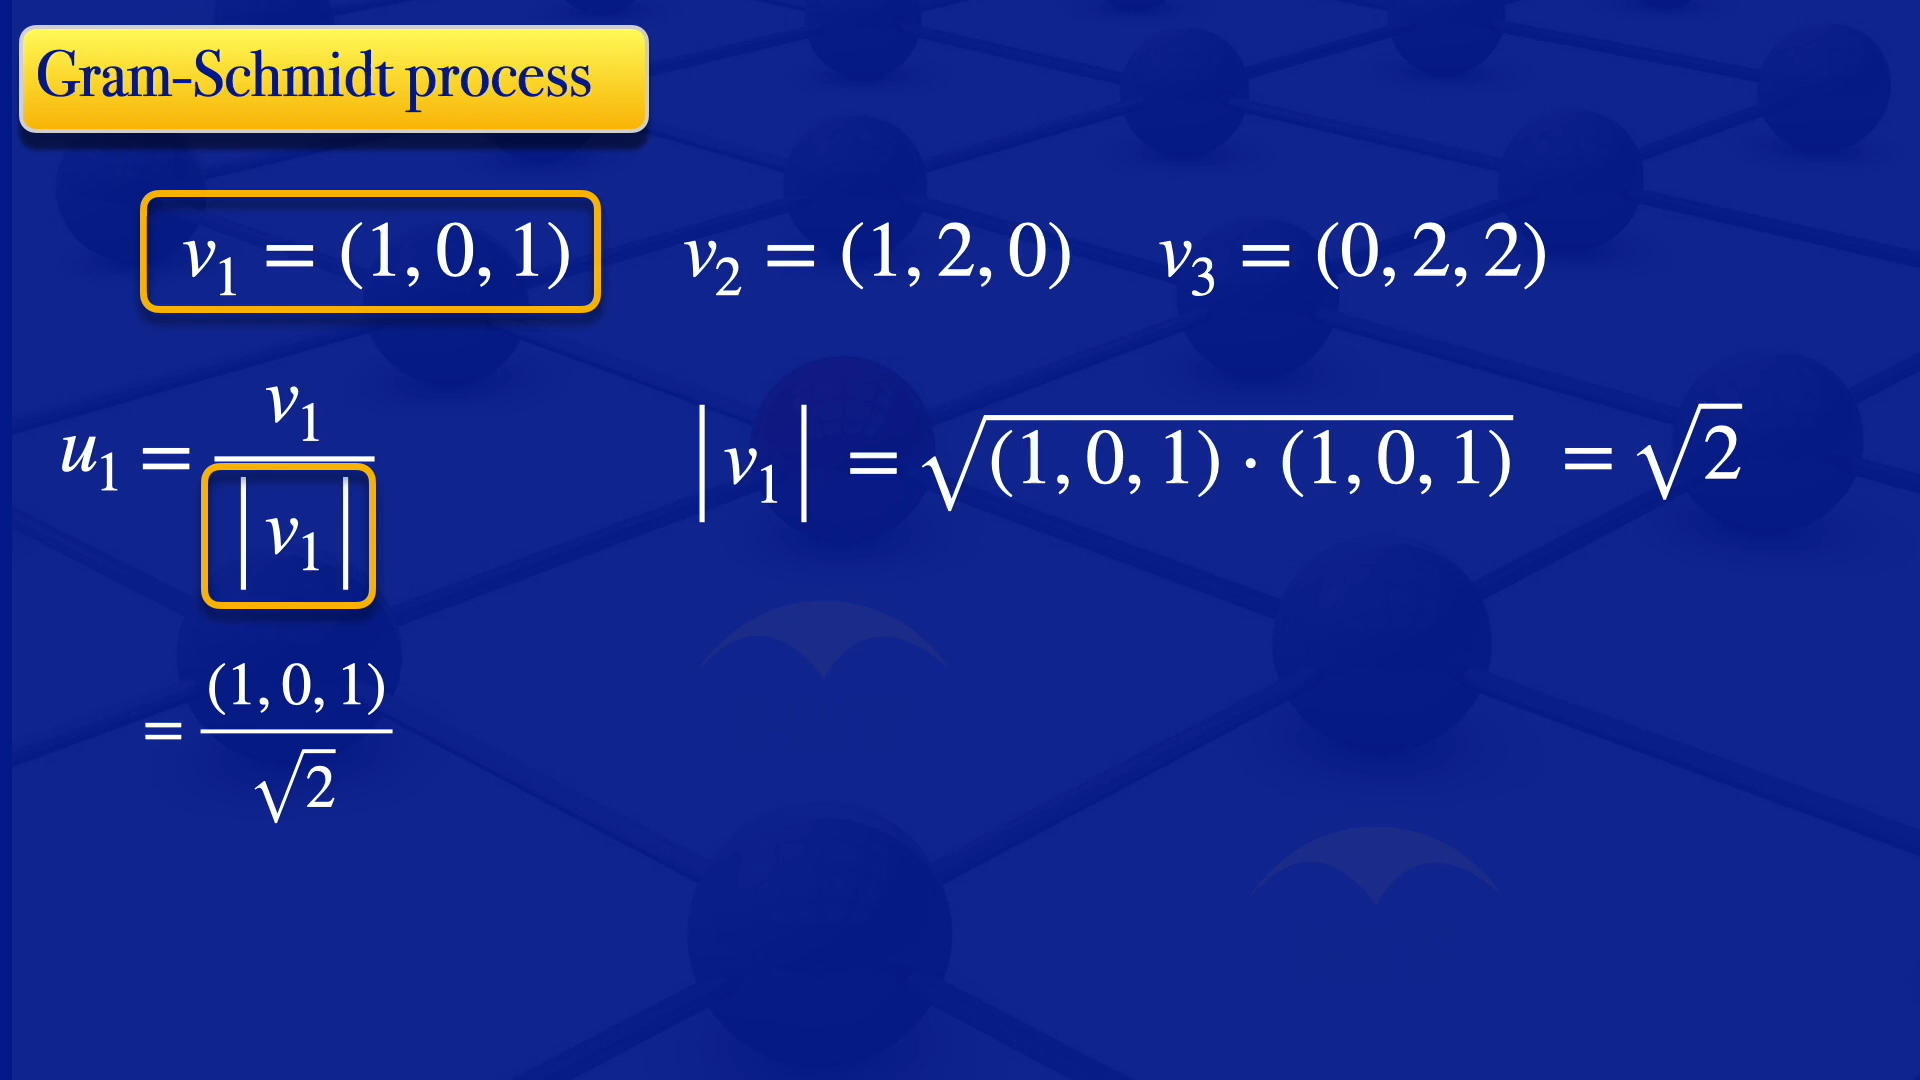 Gram-Schmidt process
v₁ = (1, 0, 1) v₂ = (1, 2, 0) v₃ = (0, 2, 2)
u₁ = v₁ / |v₁| |v₁| = √((1, 0, 1) · (1, 0, 1)) = √2
= (1, 0, 1) / √2